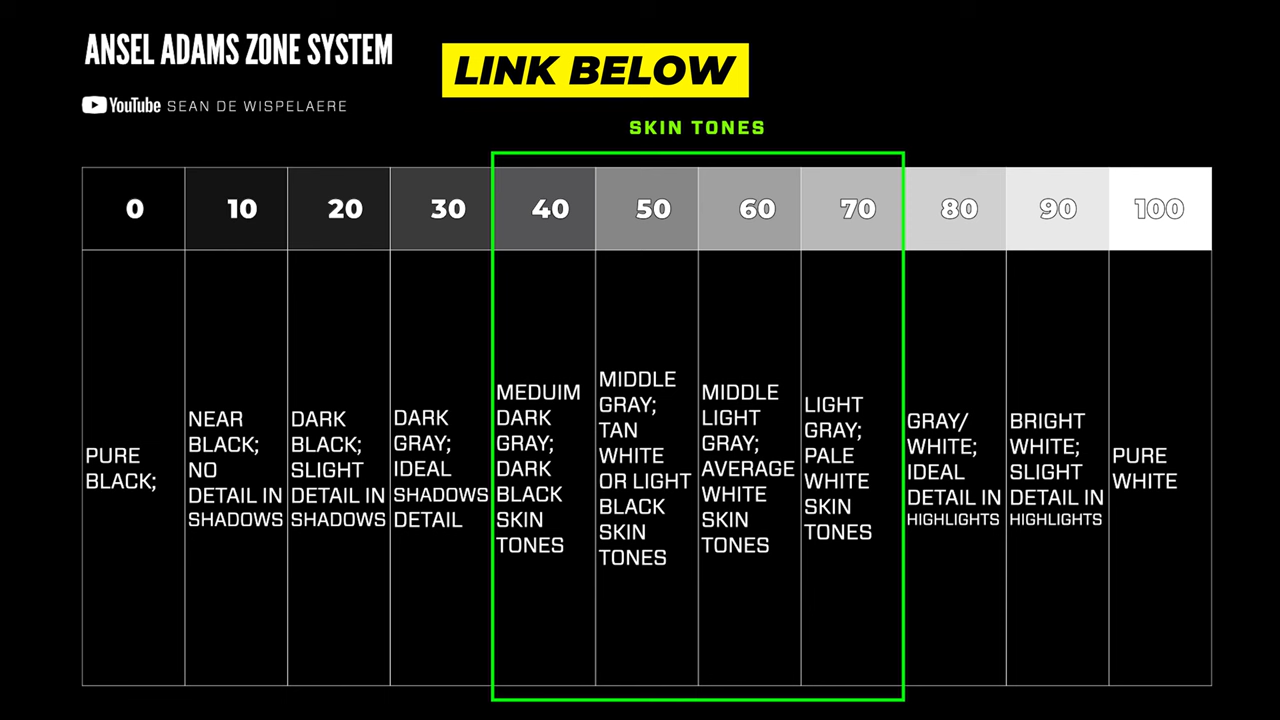 ANSEL ADAMS ZONE SYSTEM
LINK BELOW
YouTube SEAN DE WISPELAERE
SKIN TONES
0
10
20
30
40
50
60
70
80
90
100
PURE
BLACK;
NEAR
BLACK;
NO
DETAIL IN
SHADOWS
DARK
BLACK;
SLIGHT
DETAIL IN
SHADOWS
DARK
GRAY;
IDEAL
SHADOWS
DETAIL
MEDUIM
DARK
GRAY;
DARK
BLACK
SKIN
TONES
MIDDLE
GRAY;
TAN
WHITE
OR LIGHT
BLACK
SKIN
TONES
MIDDLE
LIGHT
GRAY;
AVERAGE
WHITE
SKIN
TONES
LIGHT
GRAY;
PALE
WHITE
SKIN
TONES
GRAY/
WHITE;
IDEAL
DETAIL IN
HIGHLIGHTS
BRIGHT
WHITE;
SLIGHT
DETAIL IN
HIGHLIGHTS
PURE
WHITE